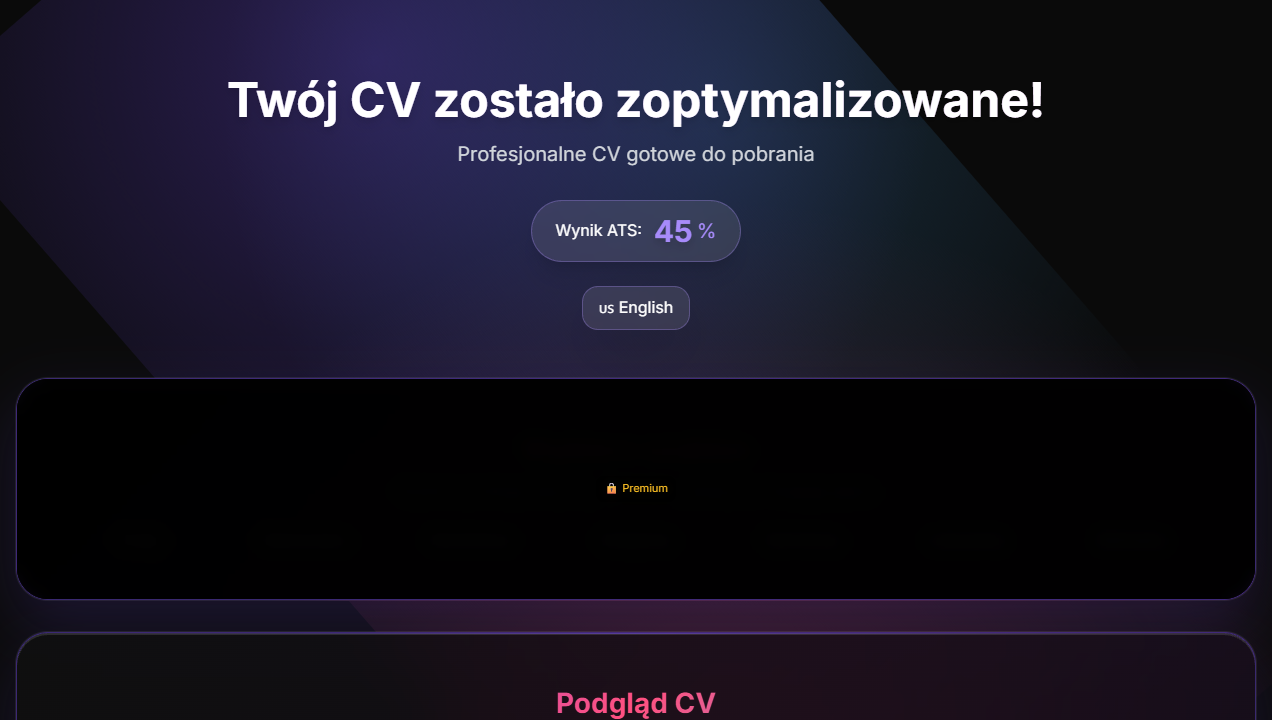 Twój CV zostało zoptymalizowane!
Profesjonalne CV gotowe do pobrania
Wynik ATS: 45 %
US English
🔒 Premium
Podgląd CV